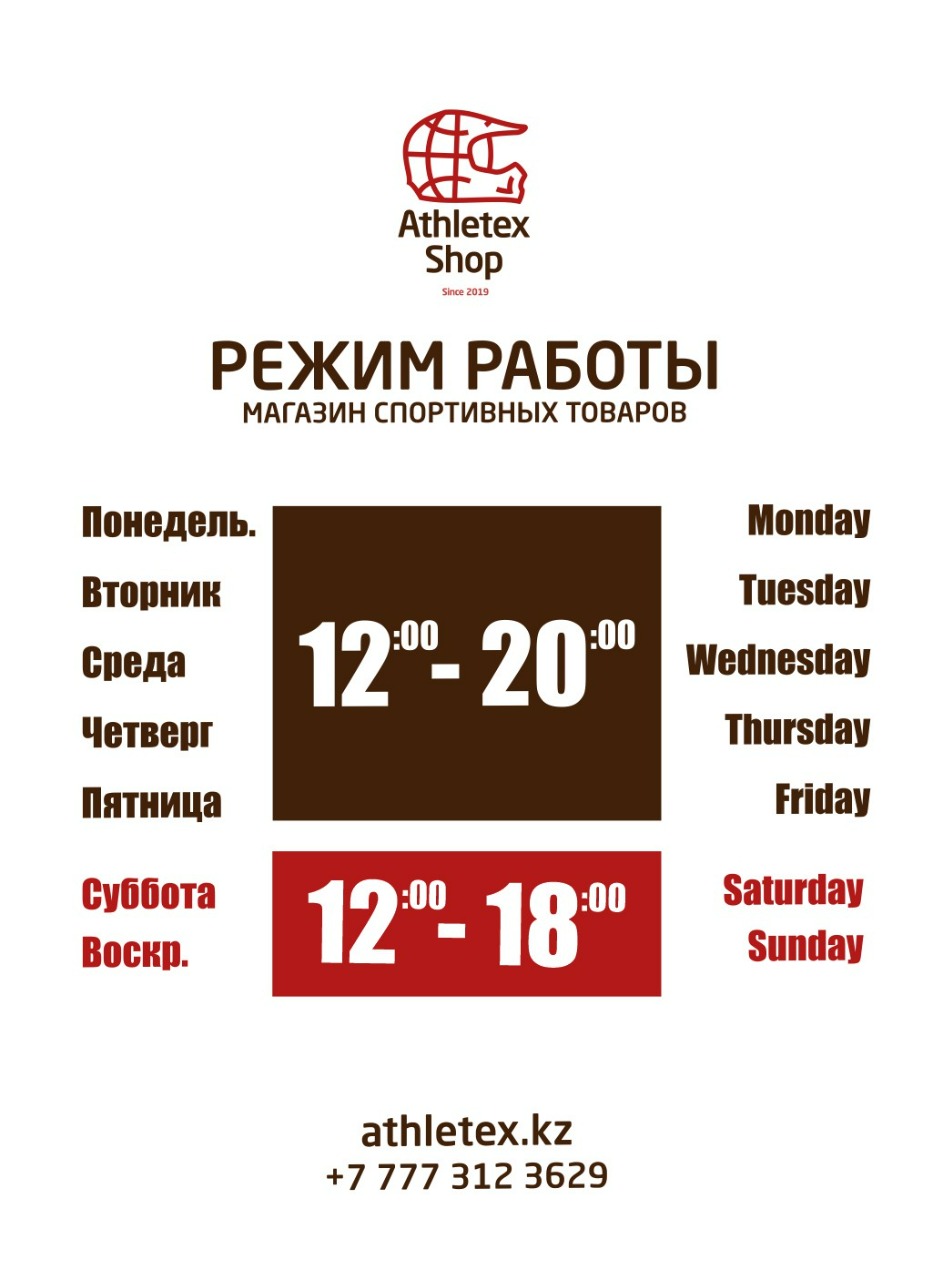 Athletex
Shop
Since 2019
РЕЖИМ РАБОТЫ
МАГАЗИН СПОРТИВНЫХ ТОВАРОВ
Понедель.
Вторник
Среда
Четверг
Пятница
12:00 - 20:00
Monday
Tuesday
Wednesday
Thursday
Friday
Суббота
Воскр.
12:00 - 18:00
Saturday
Sunday
athletex.kz
+7 777 312 3629